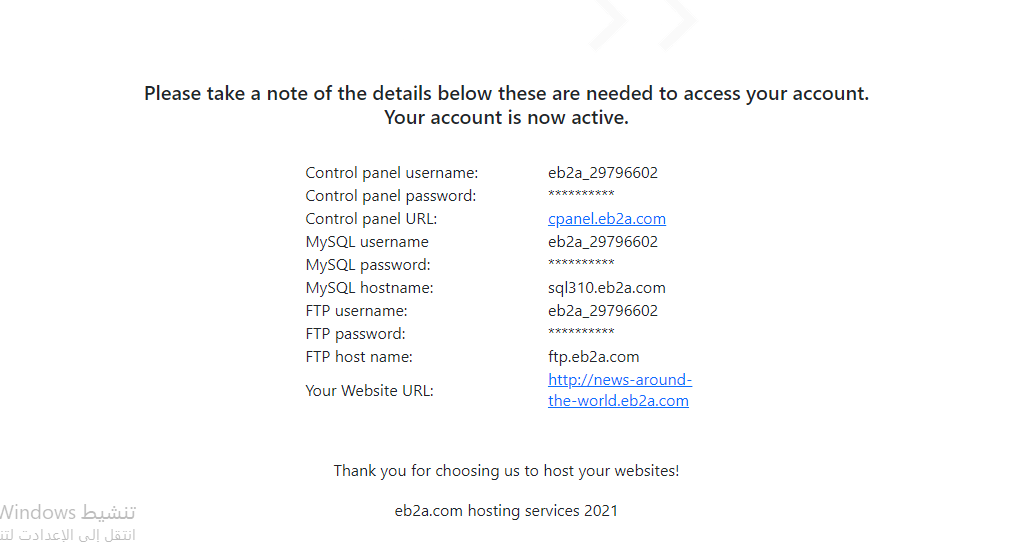 Please take a note of the details below these are needed to access your account.
Your account is now active.
Control panel username: eb2a_29796602
Control panel password: **********
Control panel URL: cpanel.eb2a.com
MySQL username eb2a_29796602
MySQL password: **********
MySQL hostname: sql310.eb2a.com
FTP username: eb2a_29796602
FTP password: **********
FTP host name: ftp.eb2a.com
Your Website URL: http://news-around-
the-world.eb2a.com
Thank you for choosing us to host your websites!
eb2a.com hosting services 2021
تنشيط Windows
انتقل إلى الإعدادت